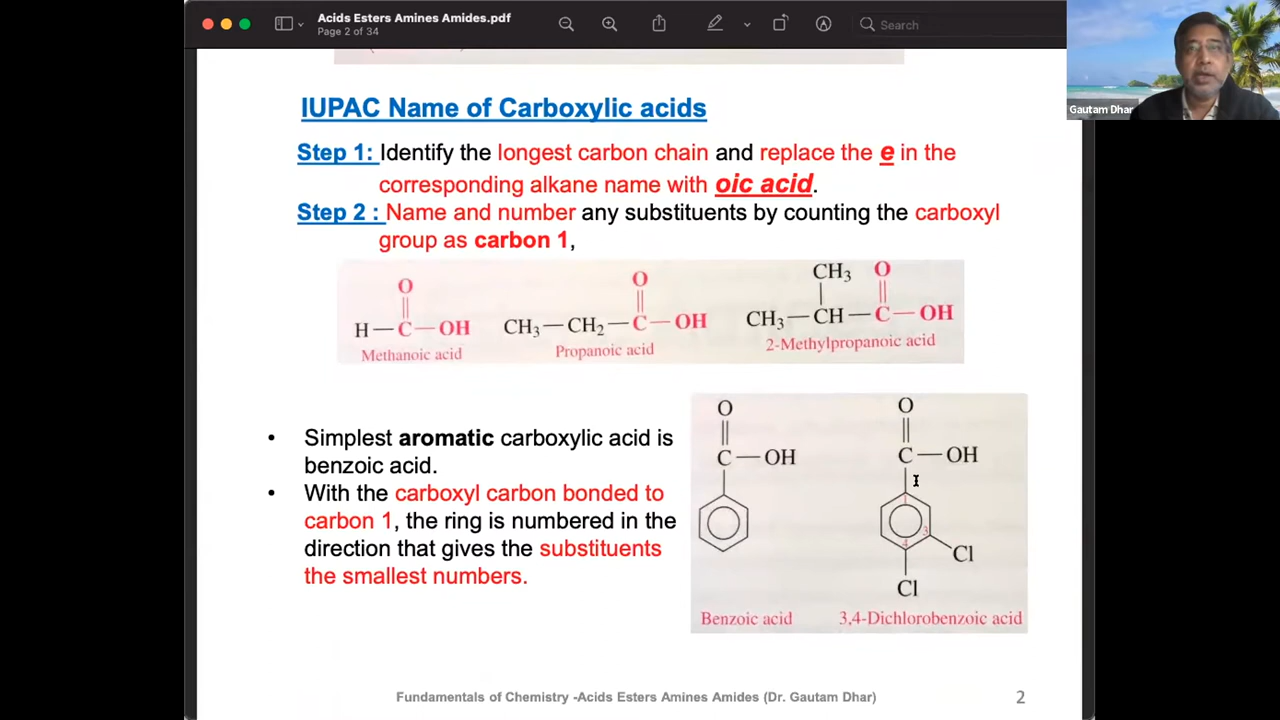 Acids Esters Amines Amides.pdf
Page 2 of 34
Search
Gautam Dhar
IUPAC Name of Carboxylic acids
Step 1: Identify the longest carbon chain and replace the e in the
corresponding alkane name with oic acid.
Step 2 : Name and number any substituents by counting the carboxyl
group as carbon 1,
O
H—C—OH
Methanoic acid
O
CH3—CH2—C—OH
Propanoic acid
CH3 O
CH3—CH—C—OH
2-Methylpropanoic acid
• Simplest aromatic carboxylic acid is
benzoic acid.
• With the carboxyl carbon bonded to
carbon 1, the ring is numbered in the
direction that gives the substituents
the smallest numbers.
O
C—OH
Benzoic acid
O
C—OH
1
3
4
Cl
Cl
3,4-Dichlorobenzoic acid
Fundamentals of Chemistry -Acids Esters Amines Amides (Dr. Gautam Dhar)
2